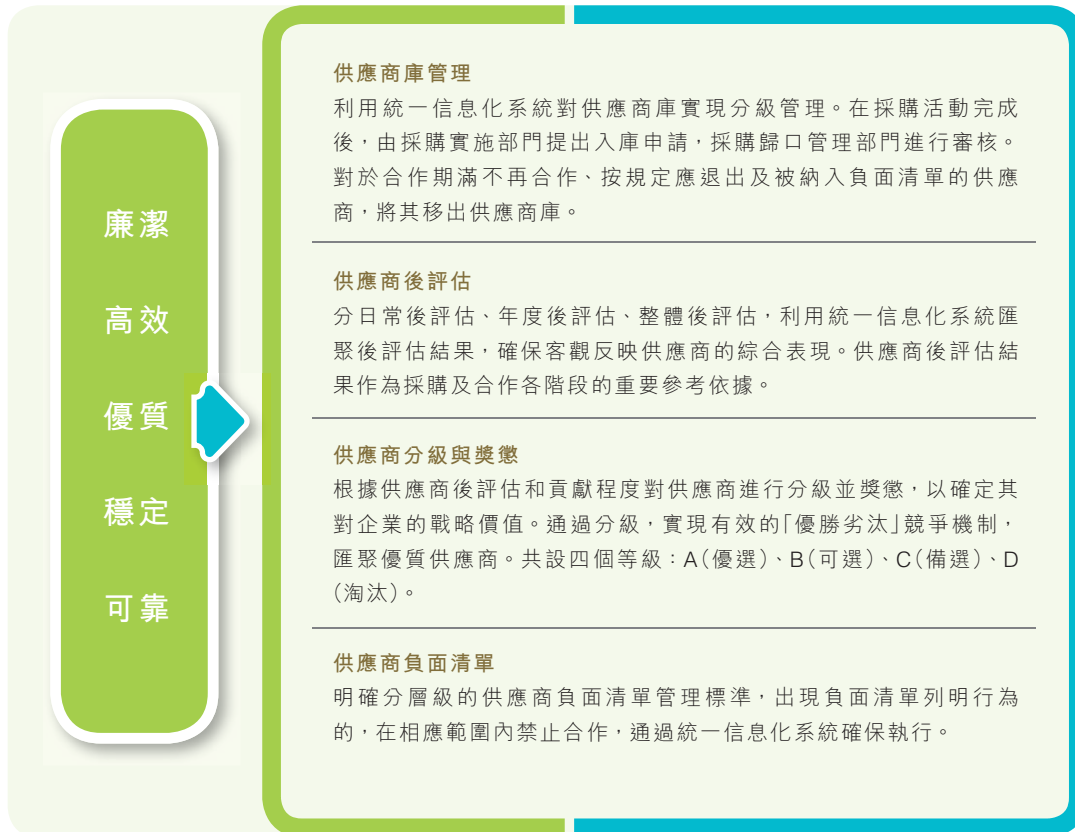 廉潔
高效
優質
穩定
可靠
供應商庫管理
利用統一信息化系統對供應商庫實現分級管理。在採購活動完成
後，由採購實施部門提出入庫申請，採購歸口管理部門進行審核。
對於合作期滿不再合作、按規定應退出及被納入負面清單的供應
商，將其移出供應商庫。
供應商後評估
分日常後評估、年度後評估、整體後評估，利用統一信息化系統匯
聚後評估結果，確保客觀反映供應商的綜合表現。供應商後評估結
果作為採購及合作各階段的重要參考依據。
供應商分級與獎懲
根據供應商後評估和貢獻程度對供應商進行分級並獎懲，以確定其
對企業的戰略價值。通過分級，實現有效的「優勝劣汰」競爭機制，
匯聚優質供應商。共設四個等級：A（優選）、B（可選）、C（備選）、D
（淘汰）。
供應商負面清單
明確分層級的供應商負面清單管理標準，出現負面清單列明行為
的，在相應範圍內禁止合作，通過統一信息化系統確保執行。